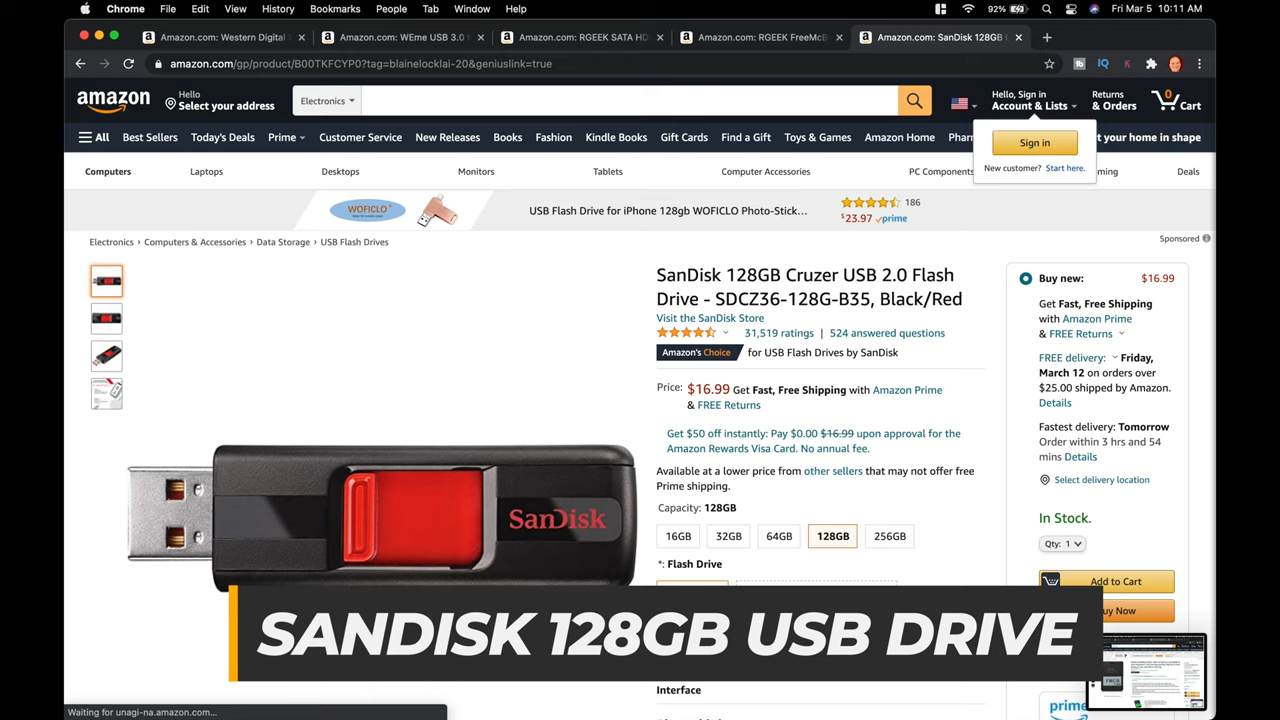 Chrome File Edit View History Bookmarks People Tab Window Help 92% Fri Mar 5 10:11 AM
Amazon.com: Western Digital
Amazon.com: WEme USB 3.0
Amazon.com: RGEEK SATA HD
Amazon.com: RGEEK FreeMcB
Amazon.com: SanDisk 128GB
amazon.com/gp/product/B00TKFCYP0?tag=blainelocklai-20&geniuslink=true
amazon
Hello
Select your address
Electronics
Hello, Sign in
Account & Lists
Returns
& Orders
0
Cart
All Best Sellers Today's Deals Prime Customer Service New Releases Books Fashion Kindle Books Gift Cards Find a Gift Toys & Games Amazon Home Pharm t your home in shape
Sign in
New customer? Start here.
Computers Laptops Desktops Monitors Tablets Computer Accessories PC Components ming Deals
WOFICLO
USB Flash Drive for iPhone 128gb WOFICLO Photo-Stick...
186
$23.97 prime
Sponsored
Electronics › Computers & Accessories › Data Storage › USB Flash Drives
SanDisk 128GB Cruzer USB 2.0 Flash
Drive - SDCZ36-128G-B35, Black/Red
Visit the SanDisk Store
31,519 ratings | 524 answered questions
Amazon's Choice for USB Flash Drives by SanDisk
Price: $16.99 Get Fast, Free Shipping with Amazon Prime
& FREE Returns
Get $50 off instantly: Pay $0.00 $16.99 upon approval for the
Amazon Rewards Visa Card. No annual fee.
Available at a lower price from other sellers that may not offer free
Prime shipping.
Capacity: 128GB
16GB 32GB 64GB 128GB 256GB
*: Flash Drive
Interface
SanDisk
Buy new: $16.99
Get Fast, Free Shipping
with Amazon Prime
& FREE Returns
FREE delivery: Friday,
March 12 on orders over
$25.00 shipped by Amazon.
Details
Fastest delivery: Tomorrow
Order within 3 hrs and 54
mins Details
Select delivery location
In Stock.
Qty: 1
Add to Cart
uy Now
prime
SANDISK 128GB USB DRIVE
Waiting for unagi-na.amazon.com...